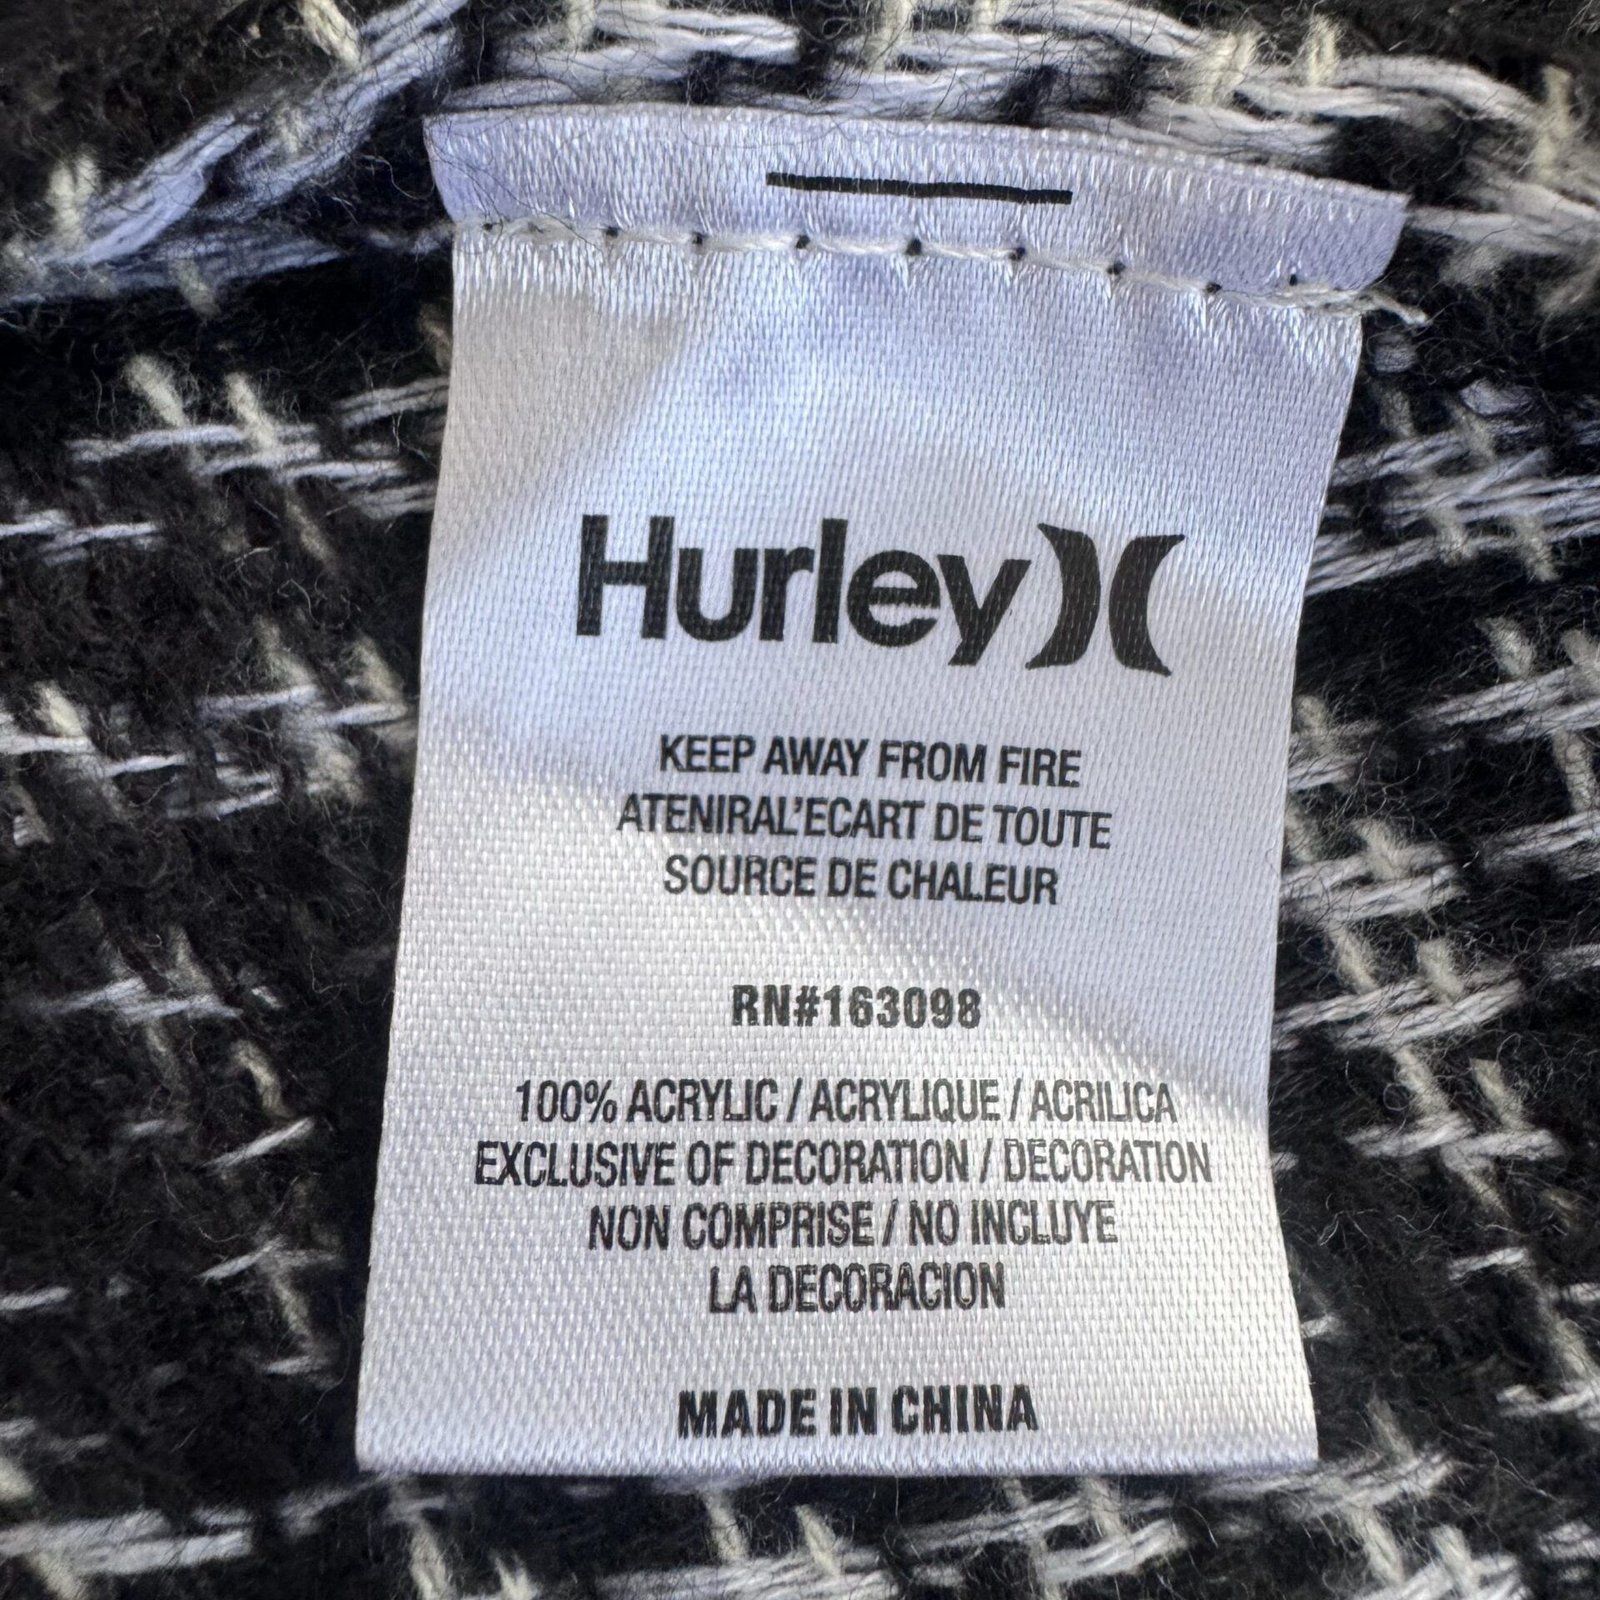 Hurley
KEEP AWAY FROM FIRE
ATENIRAL'ECART DE TOUTE
SOURCE DE CHALEUR
RN#163098
100% ACRYLIC / ACRYLIQUE / ACRILICA
EXCLUSIVE OF DECORATION / DECORATION
NON COMPRISE / NO INCLUYE
LA DECORACION
MADE IN CHINA